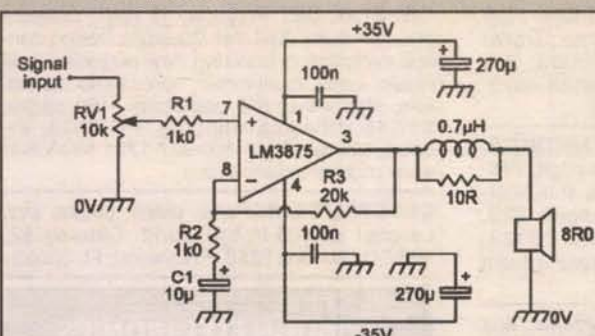 +35V
Signal
input
RV1
10k
R1
1k0
7
+
1
100n
+
270µ
LM3875
3
0.7µH
8
−
4
R3
20k
10R
R2
1k0
100n
8R0
C1
10µ
+
270µ
+
0V
0V
-35V